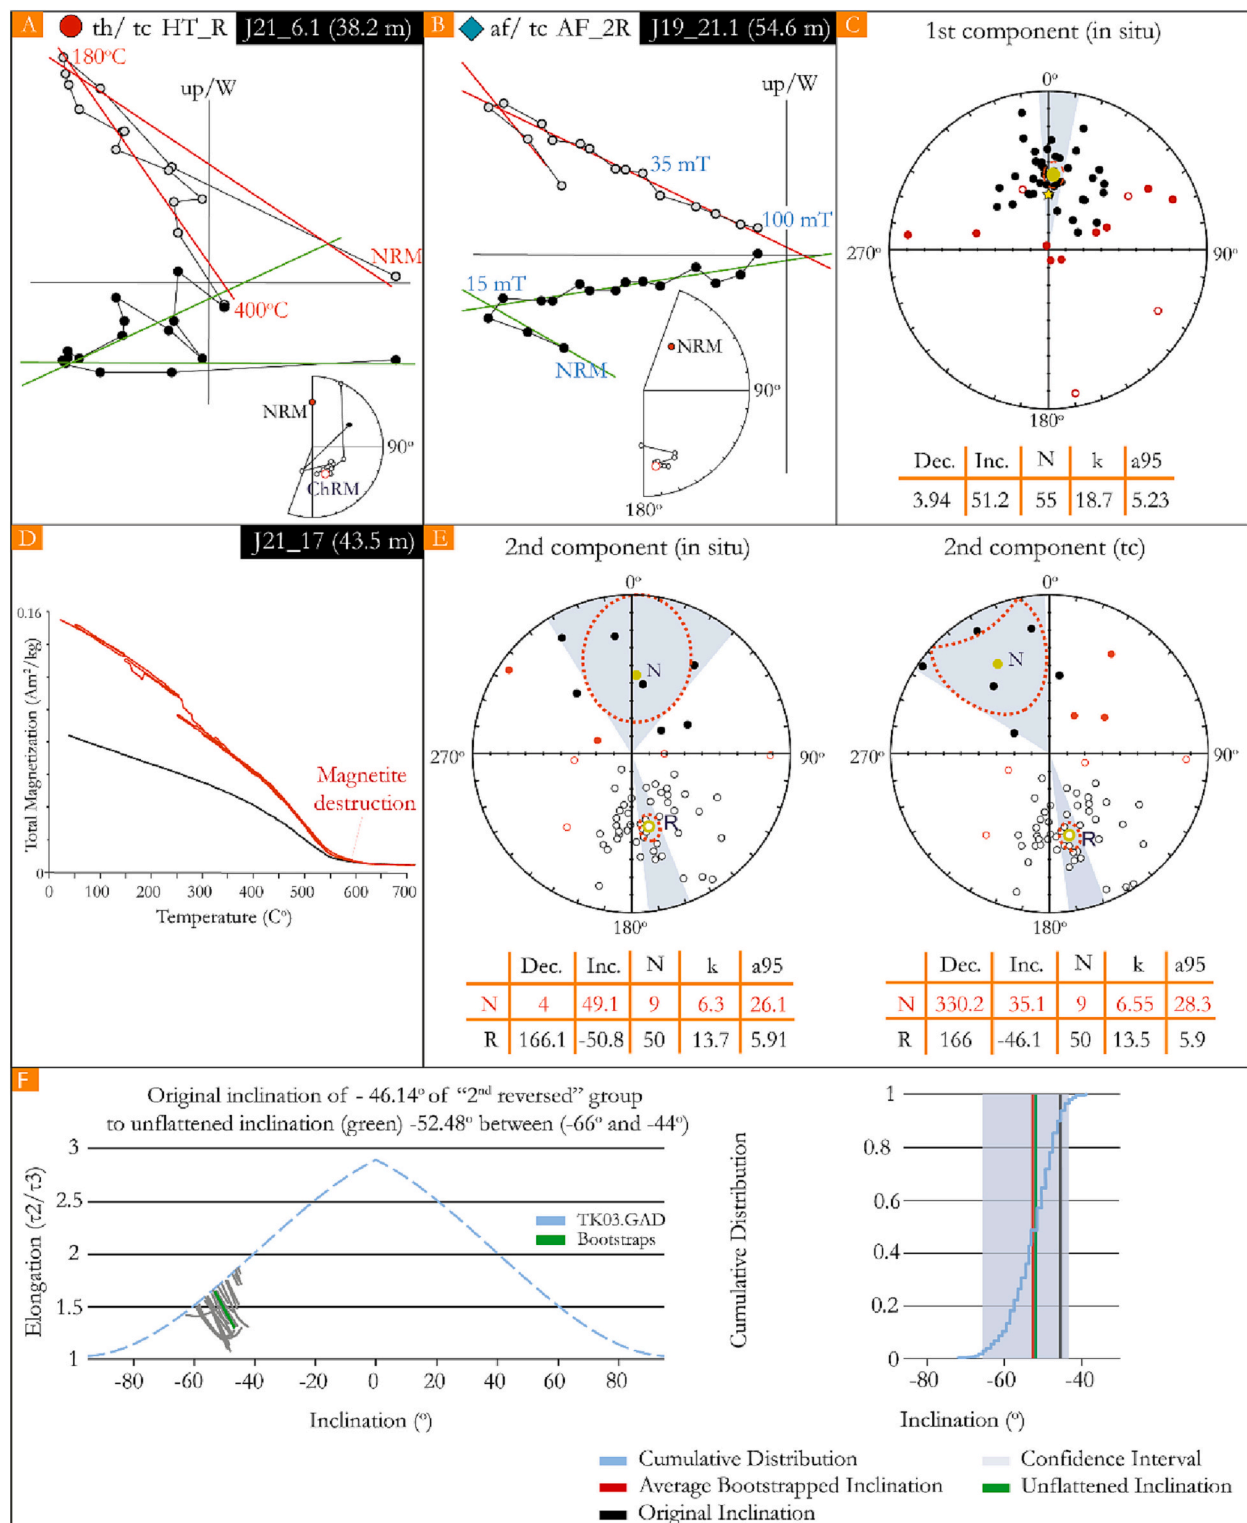 A
th/ tc HT_R
J21_6.1 (38.2 m)
180°C
up/W
NRM
400°C
NRM
90°
ChRM
180°
B
af/ tc AF_2R
J19_21.1 (54.6 m)
up/W
35 mT
100 mT
15 mT
NRM
NRM
90°
180°
C
1st component (in situ)
0°
270°
90°
180°
Dec. Inc. N k a95
3.94 51.2 55 18.7 5.23
D
J21_17 (43.5 m)
0.16
Total Magnetization (Am²/kg)
Magnetite
destruction
0
0 100 200 300 400 500 600 700
Temperature (C°)
E
2nd component (in situ)
0°
N
270°
90°
R
180°
Dec. Inc. N k a95
N 4 49.1 9 6.3 26.1
R 166.1 -50.8 50 13.7 5.91
2nd component (tc)
0°
N
270°
90°
R
180°
Dec. Inc. N k a95
N 330.2 35.1 9 6.55 28.3
R 166 -46.1 50 13.5 5.9
F
Original inclination of - 46.14° of “2nd reversed” group
to unflattened inclination (green) -52.48° between (-66° and -44°)
3
2.5
2
1.5
1
Elongation (τ2/τ3)
TK03.GAD
Bootstraps
-80 -60 -40 -20 0 20 40 60 80
Inclination (°)
1
0.8
0.6
0.4
0.2
0
Cumulative Distribution
-80 -60 -40
Inclination (°)
Cumulative Distribution
Confidence Interval
Average Bootstrapped Inclination
Unflattened Inclination
Original Inclination